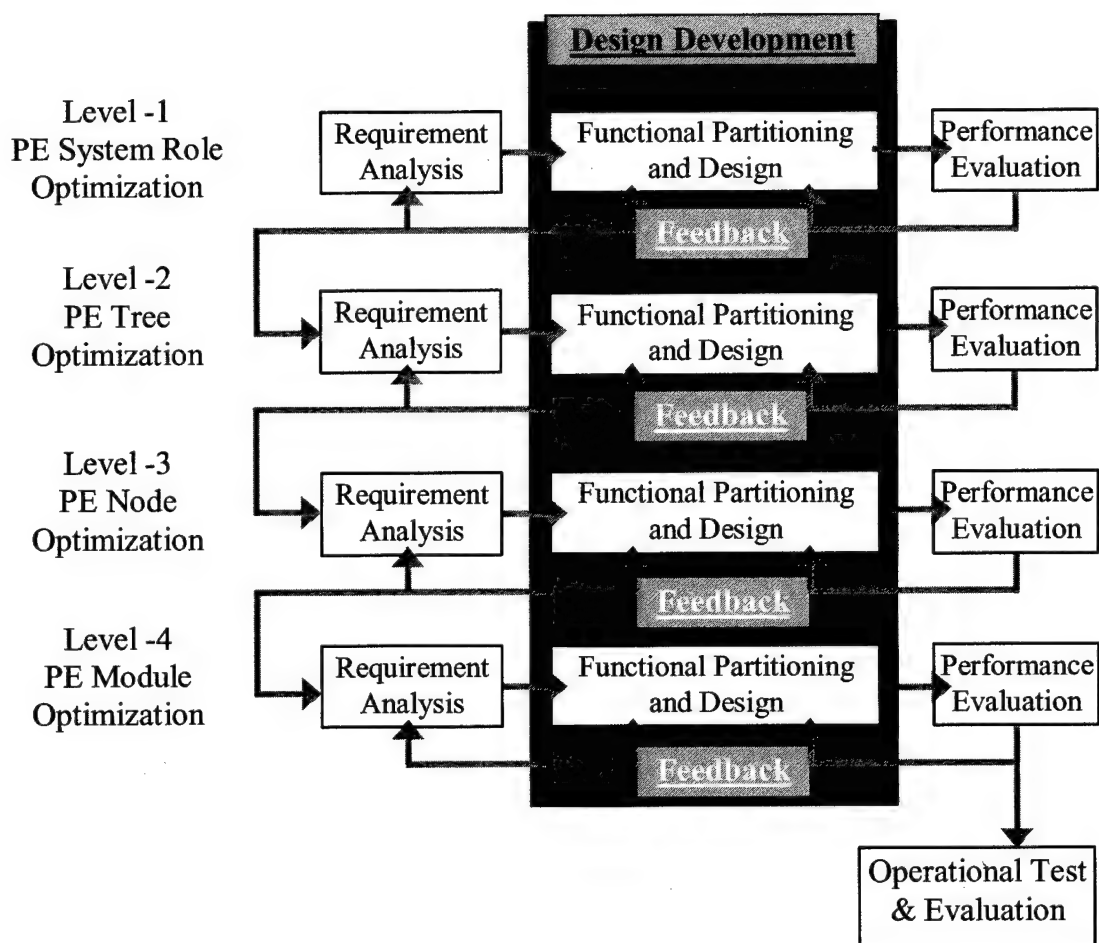 Design Development
Level -1
PE System Role
Optimization
Requirement
Analysis
Functional Partitioning
and Design
Performance
Evaluation
Feedback
Level -2
PE Tree
Optimization
Requirement
Analysis
Functional Partitioning
and Design
Performance
Evaluation
Feedback
Level -3
PE Node
Optimization
Requirement
Analysis
Functional Partitioning
and Design
Performance
Evaluation
Feedback
Level -4
PE Module
Optimization
Requirement
Analysis
Functional Partitioning
and Design
Performance
Evaluation
Feedback
Operational Test
& Evaluation